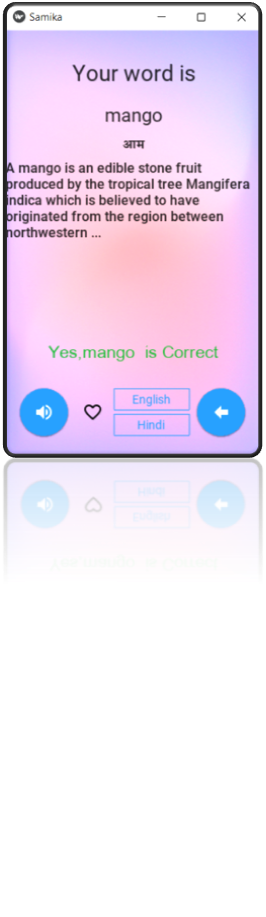 Samika
Your word is
mango
आम
A mango is an edible stone fruit
produced by the tropical tree Mangifera
indica which is believed to have
originated from the region between
northwestern ...
Yes,mango is Correct
English
Hindi